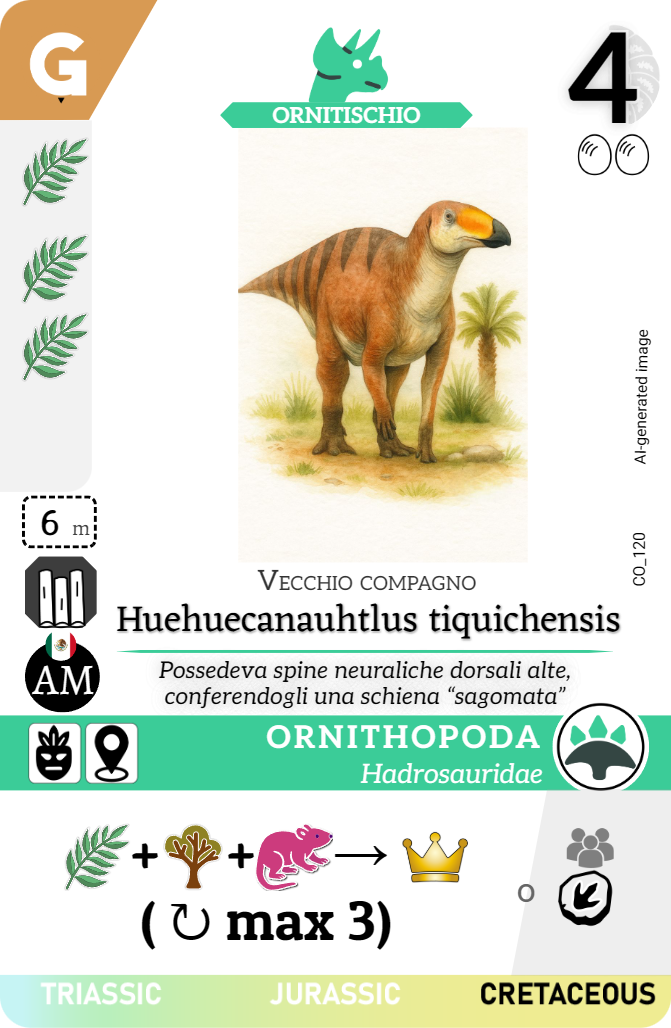 G
4
ORNITISCHIO
AI-generated image
CO_120
6 m
AM
VECCHIO COMPAGNO
Huehuecanauhtlus tiquichensis
Possedeva spine neuraliche dorsali alte,
conferendogli una schiena “sagomata”
ORNITHOPODA
Hadrosauridae
+ + →
O
( ↻ max 3)
TRIASSIC JURASSIC CRETACEOUS